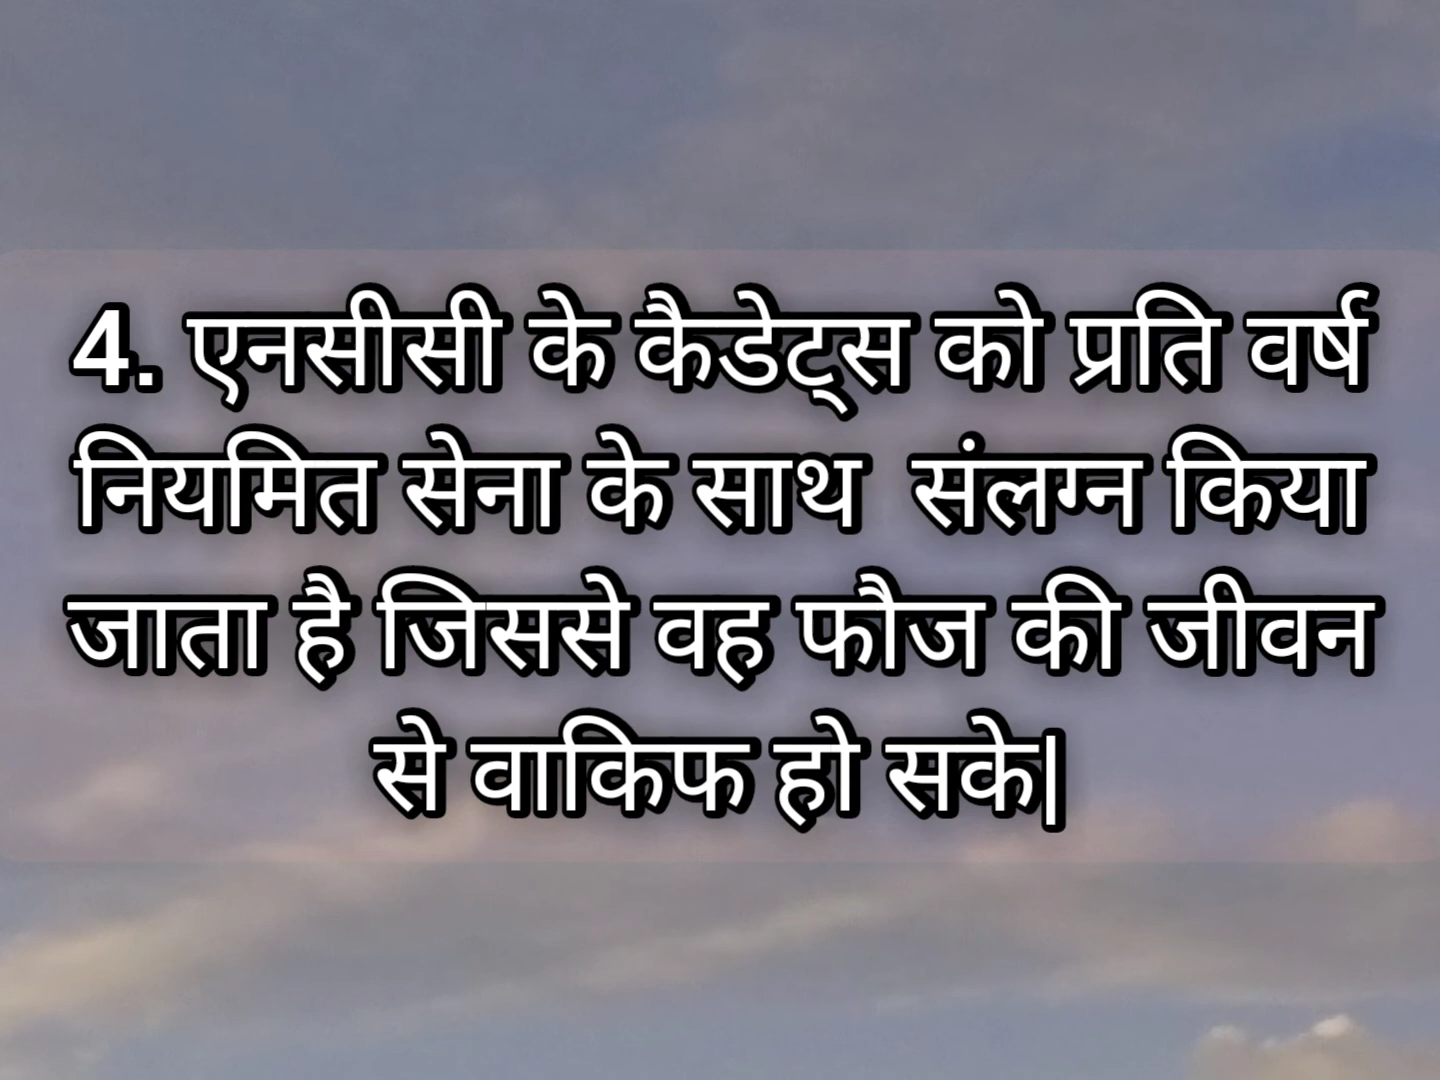 4. एनसीसी के कैडेट्स को प्रति वर्ष
नियमित सेना के साथ  संलग्न किया
जाता है जिससे वह फौज की जीवन
से वाकिफ हो सके|